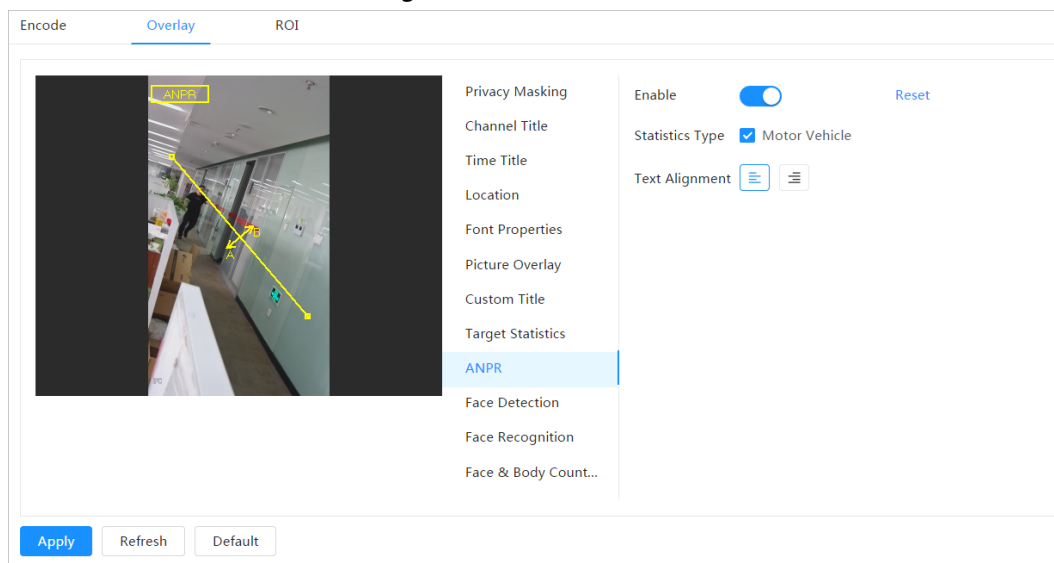 Encode Overlay ROI
ANPR
B
A
Privacy Masking
Channel Title
Time Title
Location
Font Properties
Picture Overlay
Custom Title
Target Statistics
ANPR
Face Detection
Face Recognition
Face & Body Count...
Enable Reset
Statistics Type Motor Vehicle
Text Alignment
Apply Refresh Default